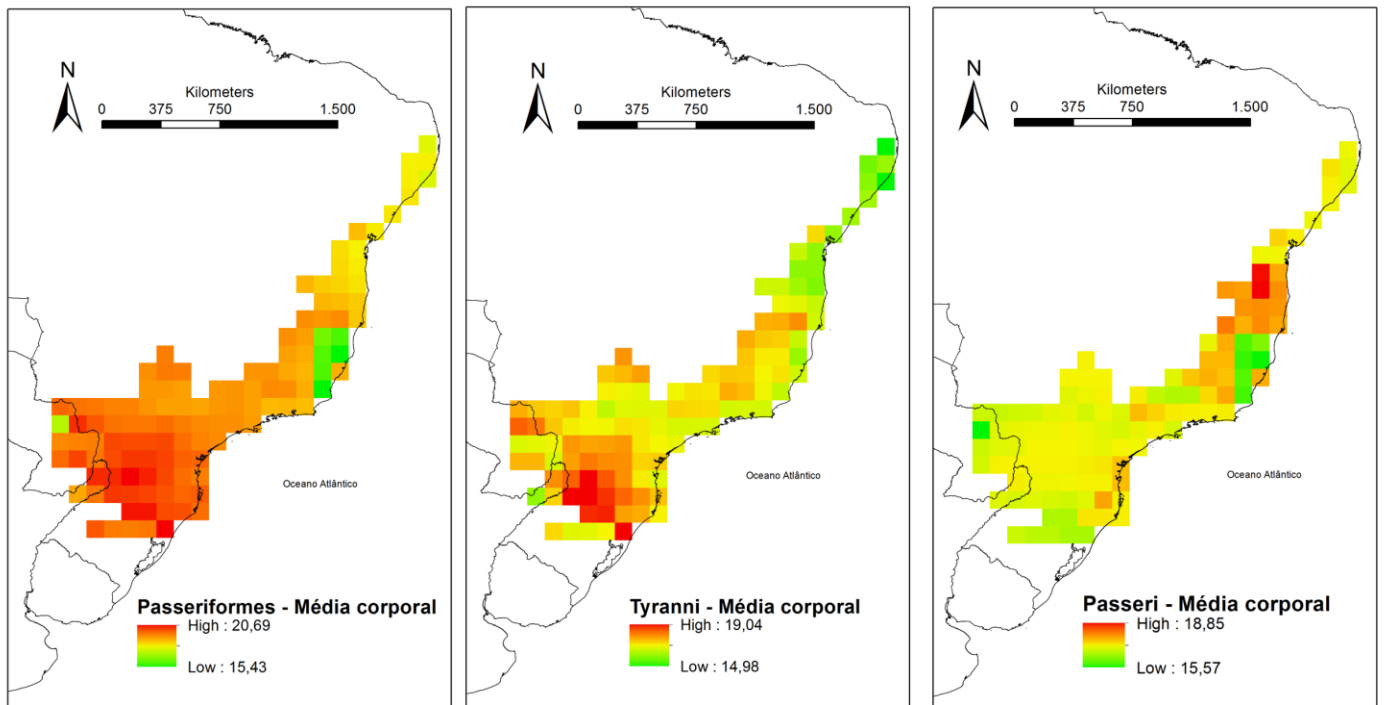 N
Kilometers
0 375 750 1.500
Oceano Atlântico
Passeriformes - Média corporal
High : 20,69
Low : 15,43
N
Kilometers
0 375 750 1.500
Oceano Atlântico
Tyranni - Média corporal
High : 19,04
Low : 14,98
N
Kilometers
0 375 750 1.500
Oceano Atlântico
Passeri - Média corporal
High : 18,85
Low : 15,57